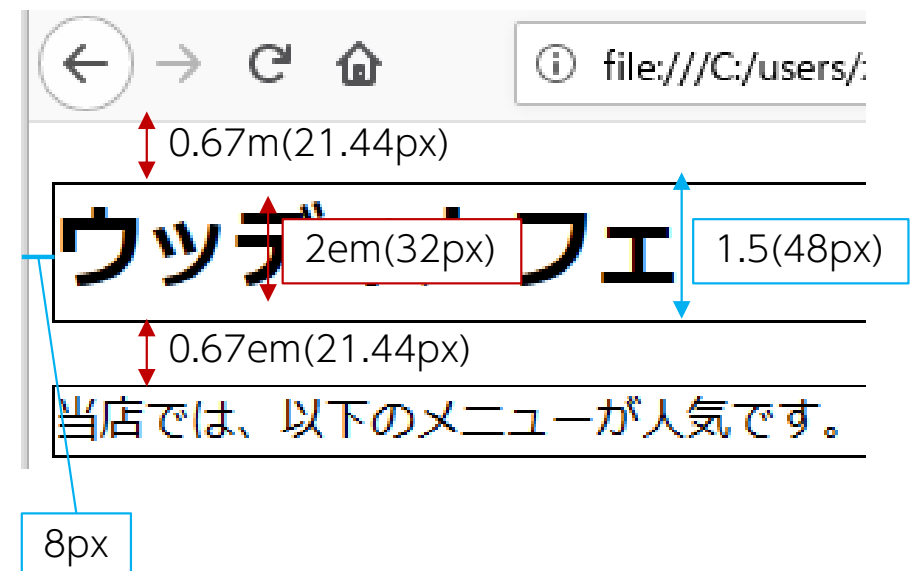 file:///C:/users/
0.67m(21.44px)
ウッデ フェ
2em(32px)
1.5(48px)
0.67em(21.44px)
当店では、以下のメニューが人気です。
8px